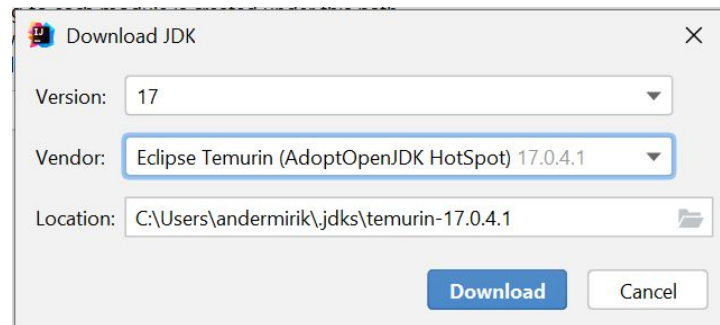 Download JDK
Version: 17
Vendor: Eclipse Temurin (AdoptOpenJDK HotSpot) 17.0.4.1
Location: C:\Users\andermirik\.jdks\temurin-17.0.4.1
Download Cancel